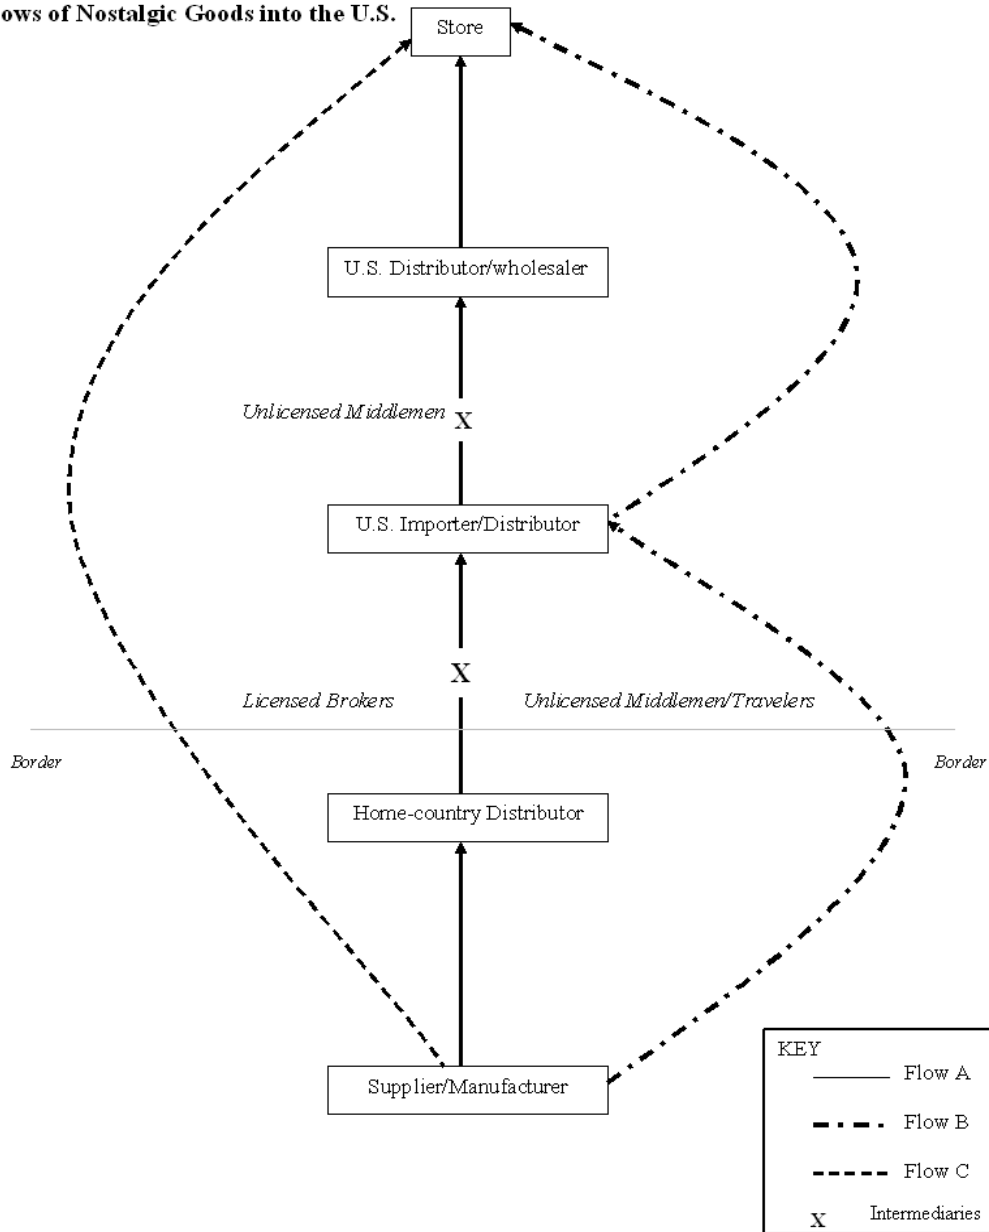 ows of Nostalgic Goods into the U.S.
Store
U.S. Distributor/wholesaler
Unlicensed Middlemen X
U.S. Importer/Distributor
X
Licensed Brokers
Unlicensed Middlemen/Travelers
Border
Border
Home-country Distributor
Supplier/Manufacturer
KEY
Flow A
Flow B
Flow C
X Intermediaries